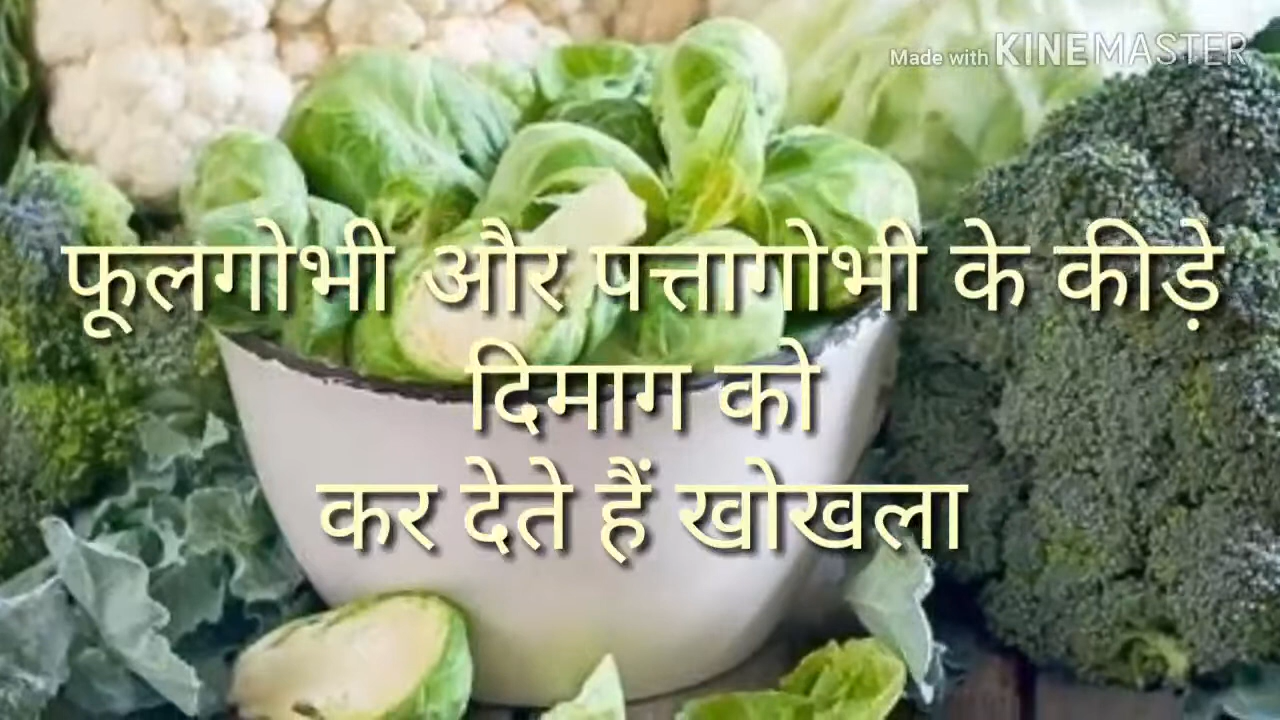 Made with KINEMASTER
फूलगोभी और पत्तागोभी के कीड़े
दिमाग को
कर देते हैं खोखला